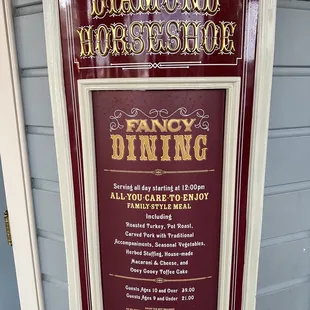 DIAMOND
HORSESHOE
FANCY
DINING
Serving all day starting at 12:00pm
ALL-YOU-CARE-TO-ENJOY
FAMILY-STYLE MEAL
Including
Roasted Turkey, Pot Roast,
Carved Pork with Traditional
Accompaniments, Seasonal Vegetables,
Herbed Stuffing, House-made
Macaroni & Cheese, and
Ooey Gooey Toffee Cake
Guests Ages 10 and Over 39.00
Guests Ages 9 and Under 21.00